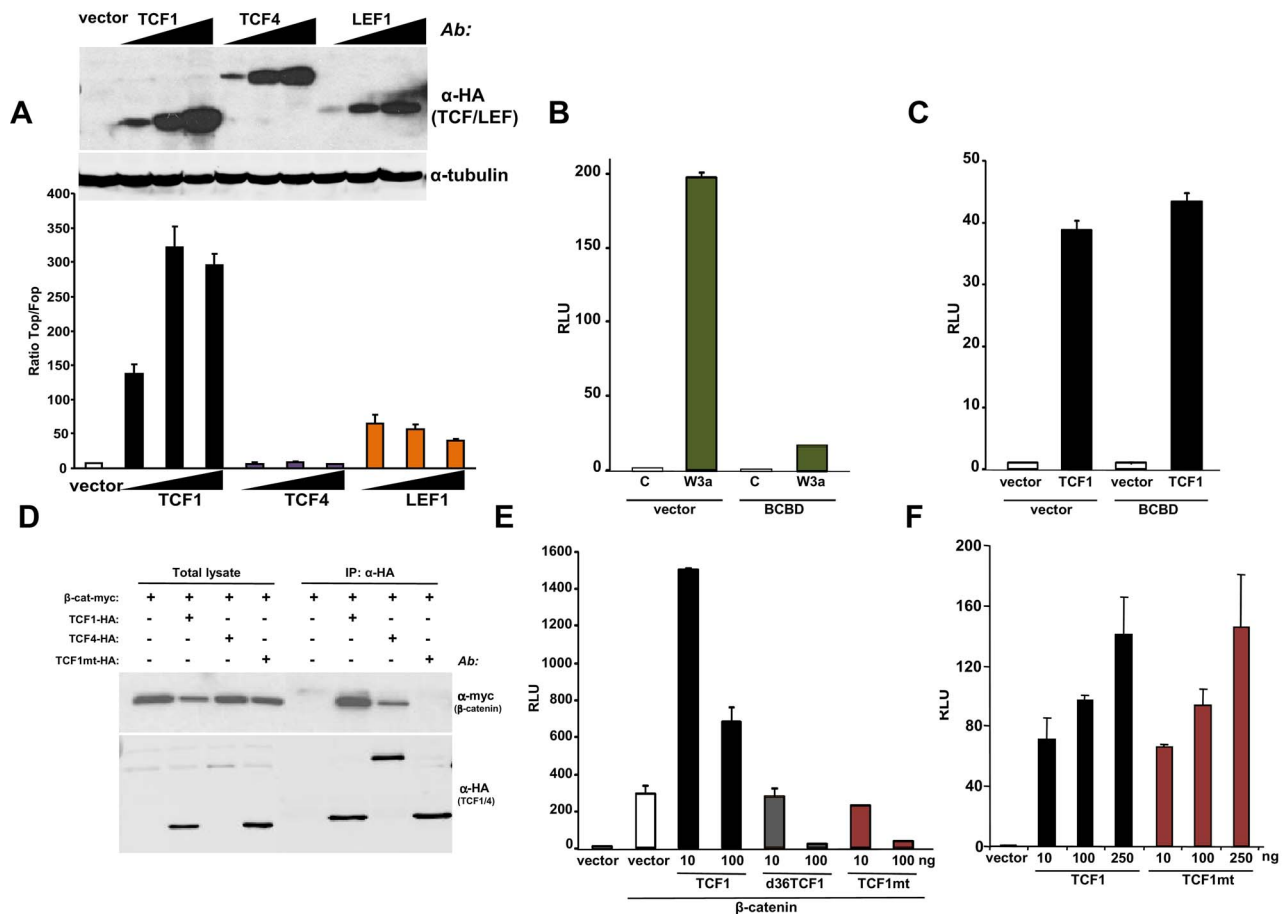 A
vector TCF1 TCF4 LEF1 Ab:
α-HA
(TCF/LEF)
α-tubulin
Ratio Top/Fop
400
350
300
250
200
150
100
50
0
vector TCF1 TCF4 LEF1
B
RLU
200
150
100
50
0
C W3a C W3a
vector BCBD
C
RLU
50
40
30
20
10
0
vector TCF1 vector TCF1
vector BCBD
D
Total lysate IP: α-HA
β-cat-myc: + + + + + + + +
TCF1-HA: - + - - - + - -
TCF4-HA: - - + - - - + -
TCF1mt-HA: - - - + - - - + Ab:
α-myc
(β-catenin)
α-HA
(TCF1/4)
E
RLU
1600
1400
1200
1000
800
600
400
200
0
vector vector 10 100 10 100 10 100 ng
TCF1 d36TCF1 TCF1mt
β-catenin
F
RLU
200
160
120
80
40
0
vector 10 100 250 10 100 250 ng
TCF1 TCF1mt